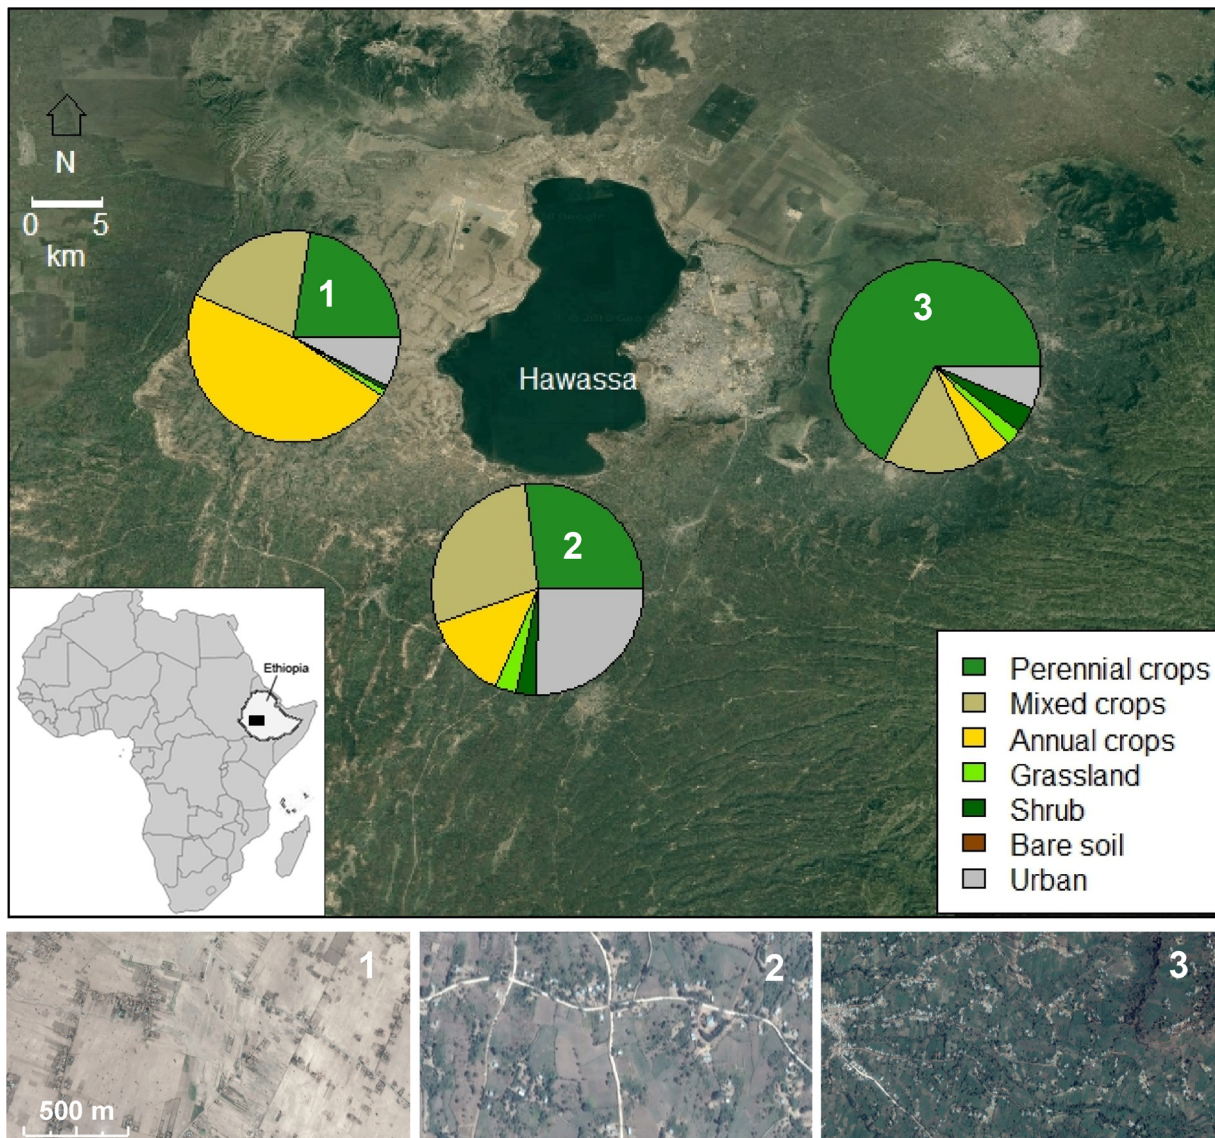 N
0 5
km
1
3
Hawassa
2
Ethiopia
Perennial crops
Mixed crops
Annual crops
Grassland
Shrub
Bare soil
Urban
1
2
3
500 m